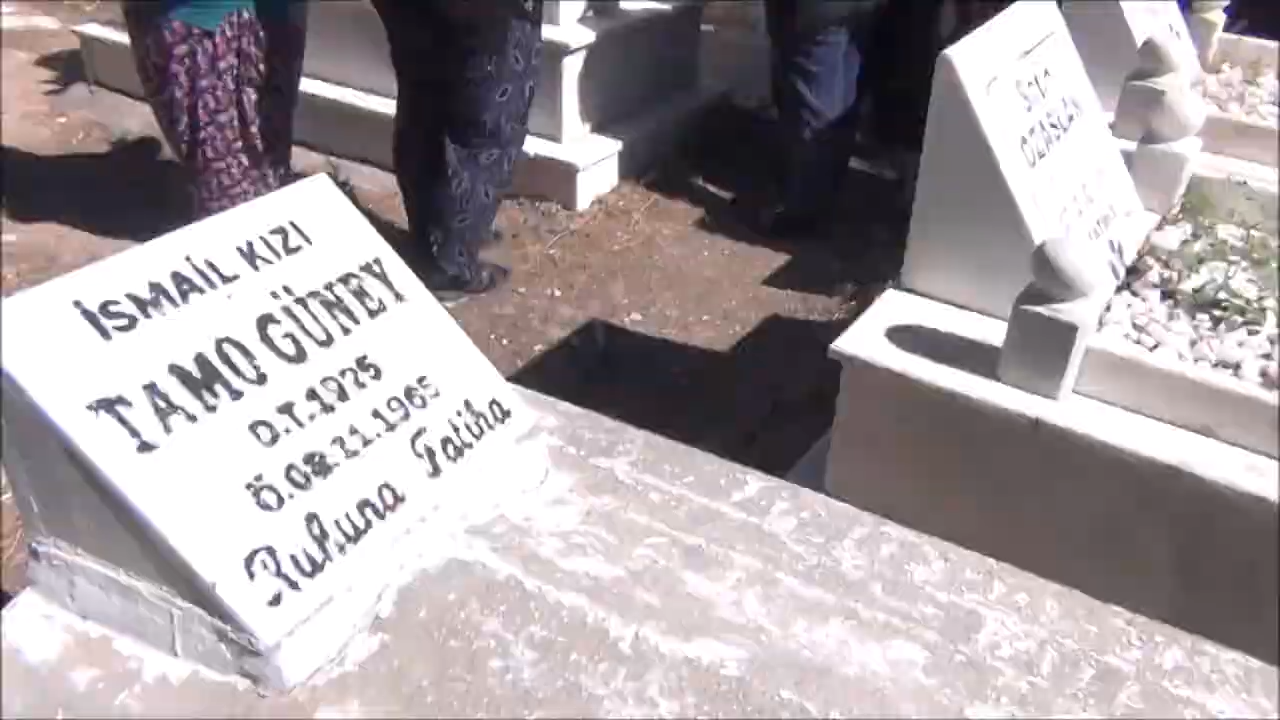 İSMAİL KIZI
TAMO GÜNEY
D.T.1925
Ö.08.11.1965
Ruhuna Fatiha